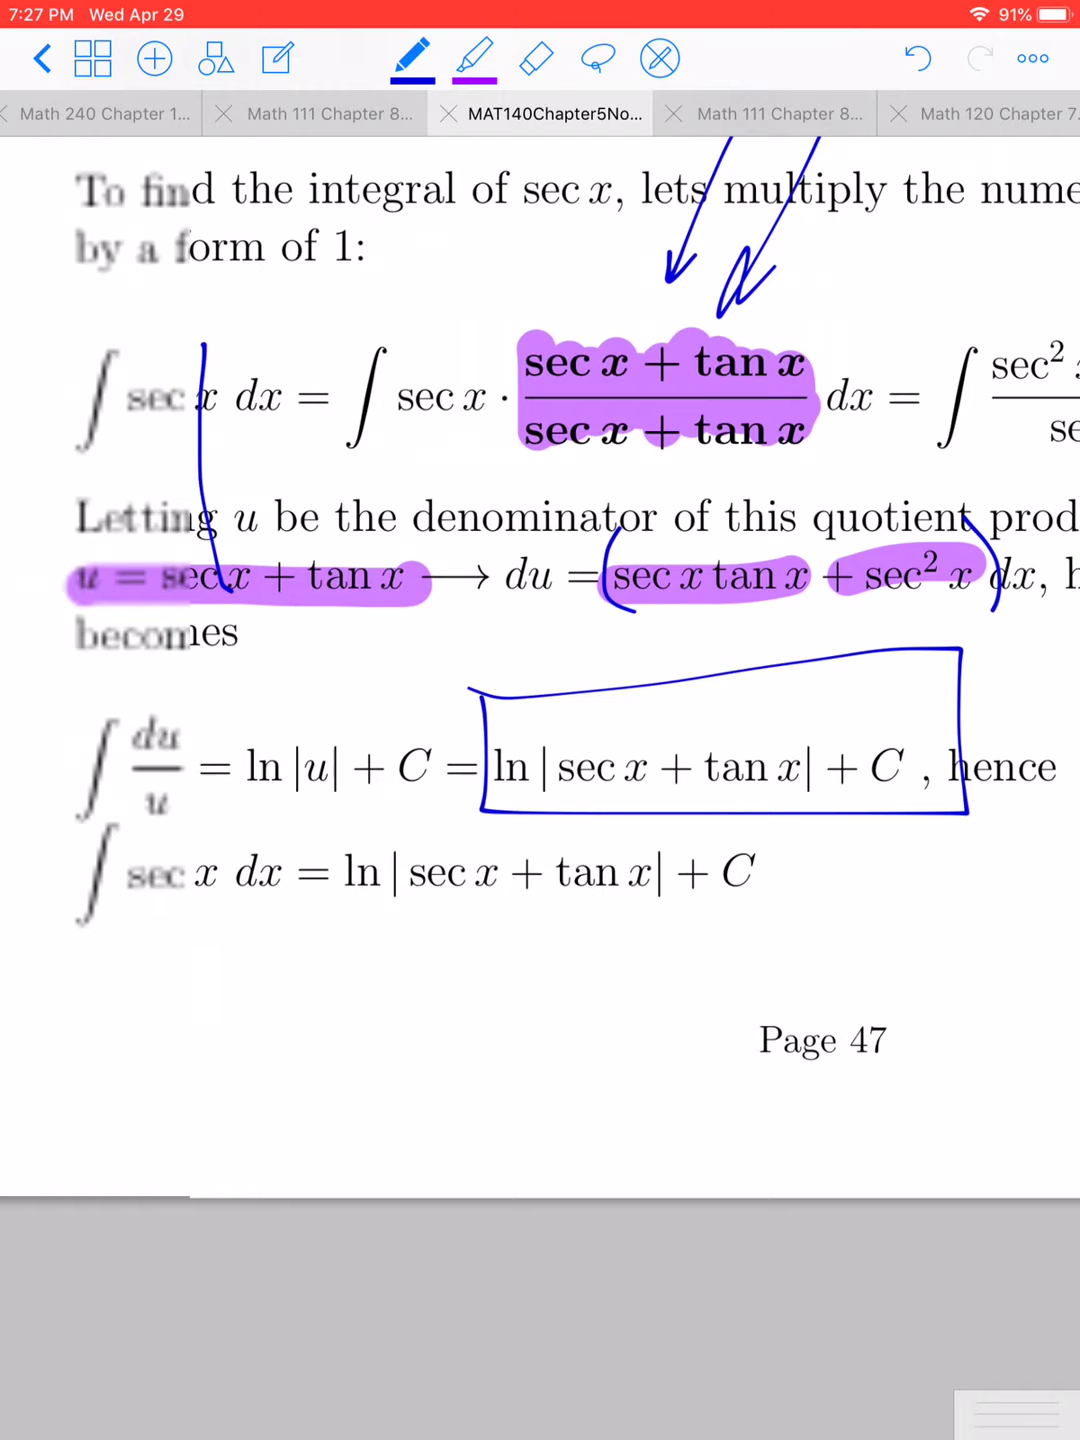 7:27 PM Wed Apr 29 91%
Math 240 Chapter 1... Math 111 Chapter 8... MAT140Chapter5No... Math 111 Chapter 8... Math 120 Chapter 7.
To find the integral of sec x, lets multiply the nume
by a form of 1:
∫ sec x dx = ∫ sec x · (sec x + tan x)/(sec x + tan x) dx = ∫ sec²
Letting u be the denominator of this quotient prod
u = sec x + tan x ⟶ du = (sec x tan x + sec² x) dx, h
becomes
∫ du/u = ln |u| + C = ln | sec x + tan x| + C , hence
∫ sec x dx = ln | sec x + tan x| + C
Page 47